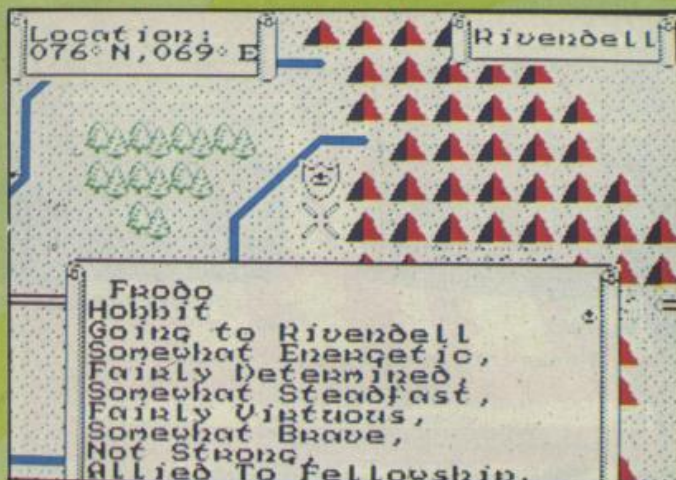 Location:
076° N, 069° E
Rivendell
Frodo
Hobbit
Going to Rivendell
Somewhat Energetic,
Fairly Determined,
Somewhat Steadfast,
Fairly Virtuous,
Somewhat Brave,
Not Strong,
Allied To Fellowship,